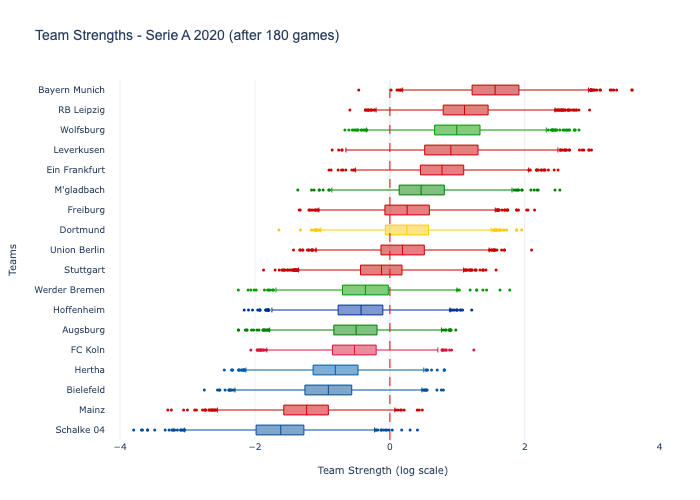 Team Strengths - Serie A 2020 (after 180 games)
Bayern Munich
RB Leipzig
Wolfsburg
Leverkusen
Ein Frankfurt
M'gladbach
Freiburg
Dortmund
Union Berlin
Stuttgart
Werder Bremen
Hoffenheim
Augsburg
FC Koln
Hertha
Bielefeld
Mainz
Schalke 04
Teams
−4 −2 0 2 4
Team Strength (log scale)